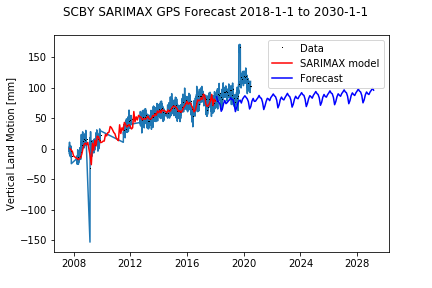 SCBY SARIMAX GPS Forecast 2018-1-1 to 2030-1-1
Vertical Land Motion [mm]
150
100
50
0
−50
−100
−150
2008
2012
2016
2020
2024
2028
Data
SARIMAX model
Forecast